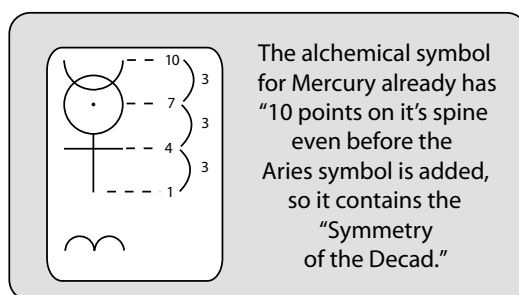 10
3
7
3
4
3
1
The alchemical symbol
for Mercury already has
“10 points on it’s spine
even before the
Aries symbol is added,
so it contains the
“Symmetry
of the Decad.”